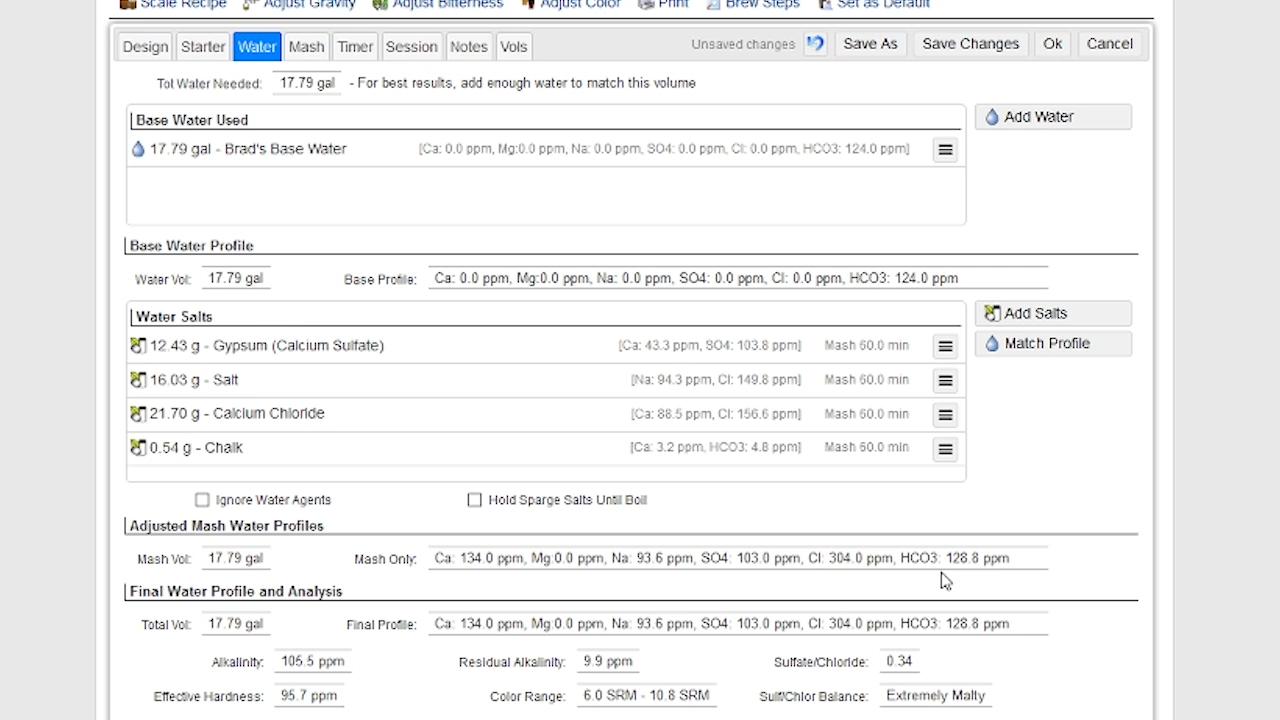 Scale Recipe Adjust Gravity Adjust Bitterness Adjust Color Print Brew Steps Set as Default
Design Starter Water Mash Timer Session Notes Vols Unsaved changes Save As Save Changes Ok Cancel
Tot Water Needed: 17.79 gal - For best results, add enough water to match this volume
Base Water Used Add Water
17.79 gal - Brad's Base Water [Ca: 0.0 ppm, Mg:0.0 ppm, Na: 0.0 ppm, SO4: 0.0 ppm, Cl: 0.0 ppm, HCO3: 124.0 ppm]
Base Water Profile
Water Vol: 17.79 gal Base Profile: Ca: 0.0 ppm, Mg:0.0 ppm, Na: 0.0 ppm, SO4: 0.0 ppm, Cl: 0.0 ppm, HCO3: 124.0 ppm
Water Salts Add Salts
12.43 g - Gypsum (Calcium Sulfate) [Ca: 43.3 ppm, SO4: 103.8 ppm] Mash 60.0 min Match Profile
16.03 g - Salt [Na: 94.3 ppm, Cl: 149.8 ppm] Mash 60.0 min
21.70 g - Calcium Chloride [Ca: 88.5 ppm, Cl: 156.6 ppm] Mash 60.0 min
0.54 g - Chalk [Ca: 3.2 ppm, HCO3: 4.8 ppm] Mash 60.0 min
Ignore Water Agents Hold Sparge Salts Until Boil
Adjusted Mash Water Profiles
Mash Vol: 17.79 gal Mash Only: Ca: 134.0 ppm, Mg:0.0 ppm, Na: 93.6 ppm, SO4: 103.0 ppm, Cl: 304.0 ppm, HCO3: 128.8 ppm
Final Water Profile and Analysis
Total Vol: 17.79 gal Final Profile: Ca: 134.0 ppm, Mg:0.0 ppm, Na: 93.6 ppm, SO4: 103.0 ppm, Cl: 304.0 ppm, HCO3: 128.8 ppm
Alkalinity: 105.5 ppm Residual Alkalinity: 9.9 ppm Sulfate/Chloride: 0.34
Effective Hardness: 95.7 ppm Color Range: 6.0 SRM - 10.8 SRM Sulf/Chlor Balance: Extremely Malty